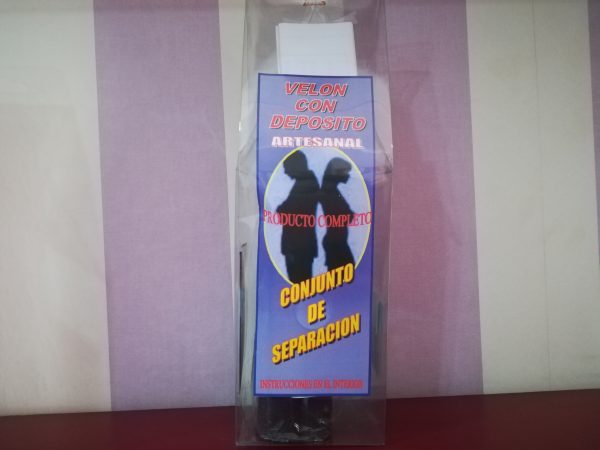 VELON
CON
DEPOSITO
ARTESANAL
PRODUCTO COMPLETO
CONJUNTO
DE
SEPARACION
INSTRUCCIONES EN EL INTERIOR